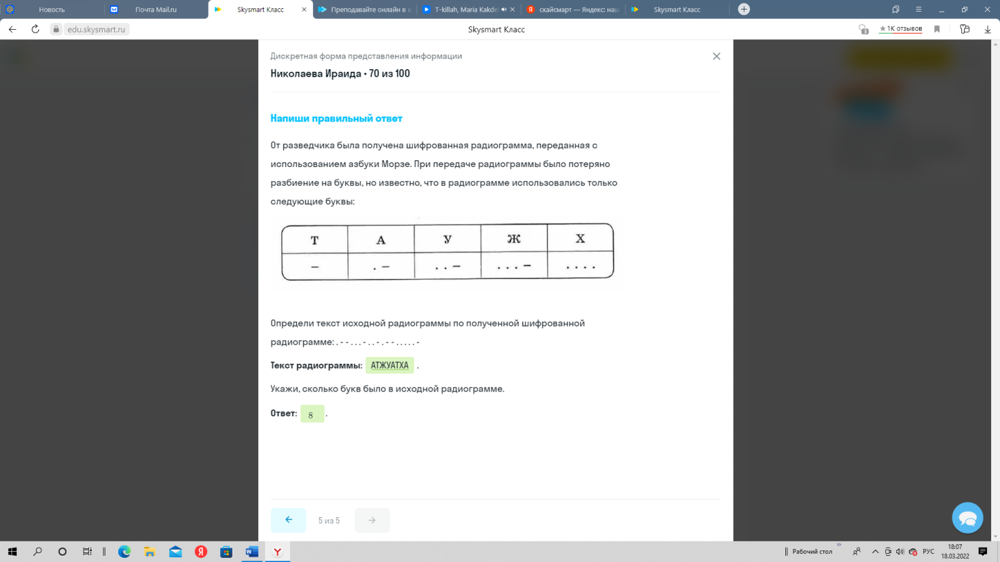 Новость
Почта Mail.ru
Skysmart Класс
Преподавайте онлайн в ш
T-killah, Maria Kakdel
скайсмарт — Яндекс: наш
Skysmart Класс
edu.skysmart.ru
Skysmart Класс
3
1К отзывов
Дискретная форма представления информации
Николаева Ираида • 70 из 100
Напиши правильный ответ
От разведчика была получена шифрованная радиограмма, переданная с
использованием азбуки Морзе. При передаче радиограммы было потеряно
разбиение на буквы, но известно, что в радиограмме использовались только
следующие буквы:
Т А У Ж Х
– . – . . – . . . – . . . .
Определи текст исходной радиограммы по полученной шифрованной
радиограмме: . - - . . . - . . - . - - . . . . . -
Текст радиограммы: АТЖУАТХА .
Укажи, сколько букв было в исходной радиограмме.
Ответ: 8 .
5 из 5
Рабочий стол
РУС
18:07
18.03.2022